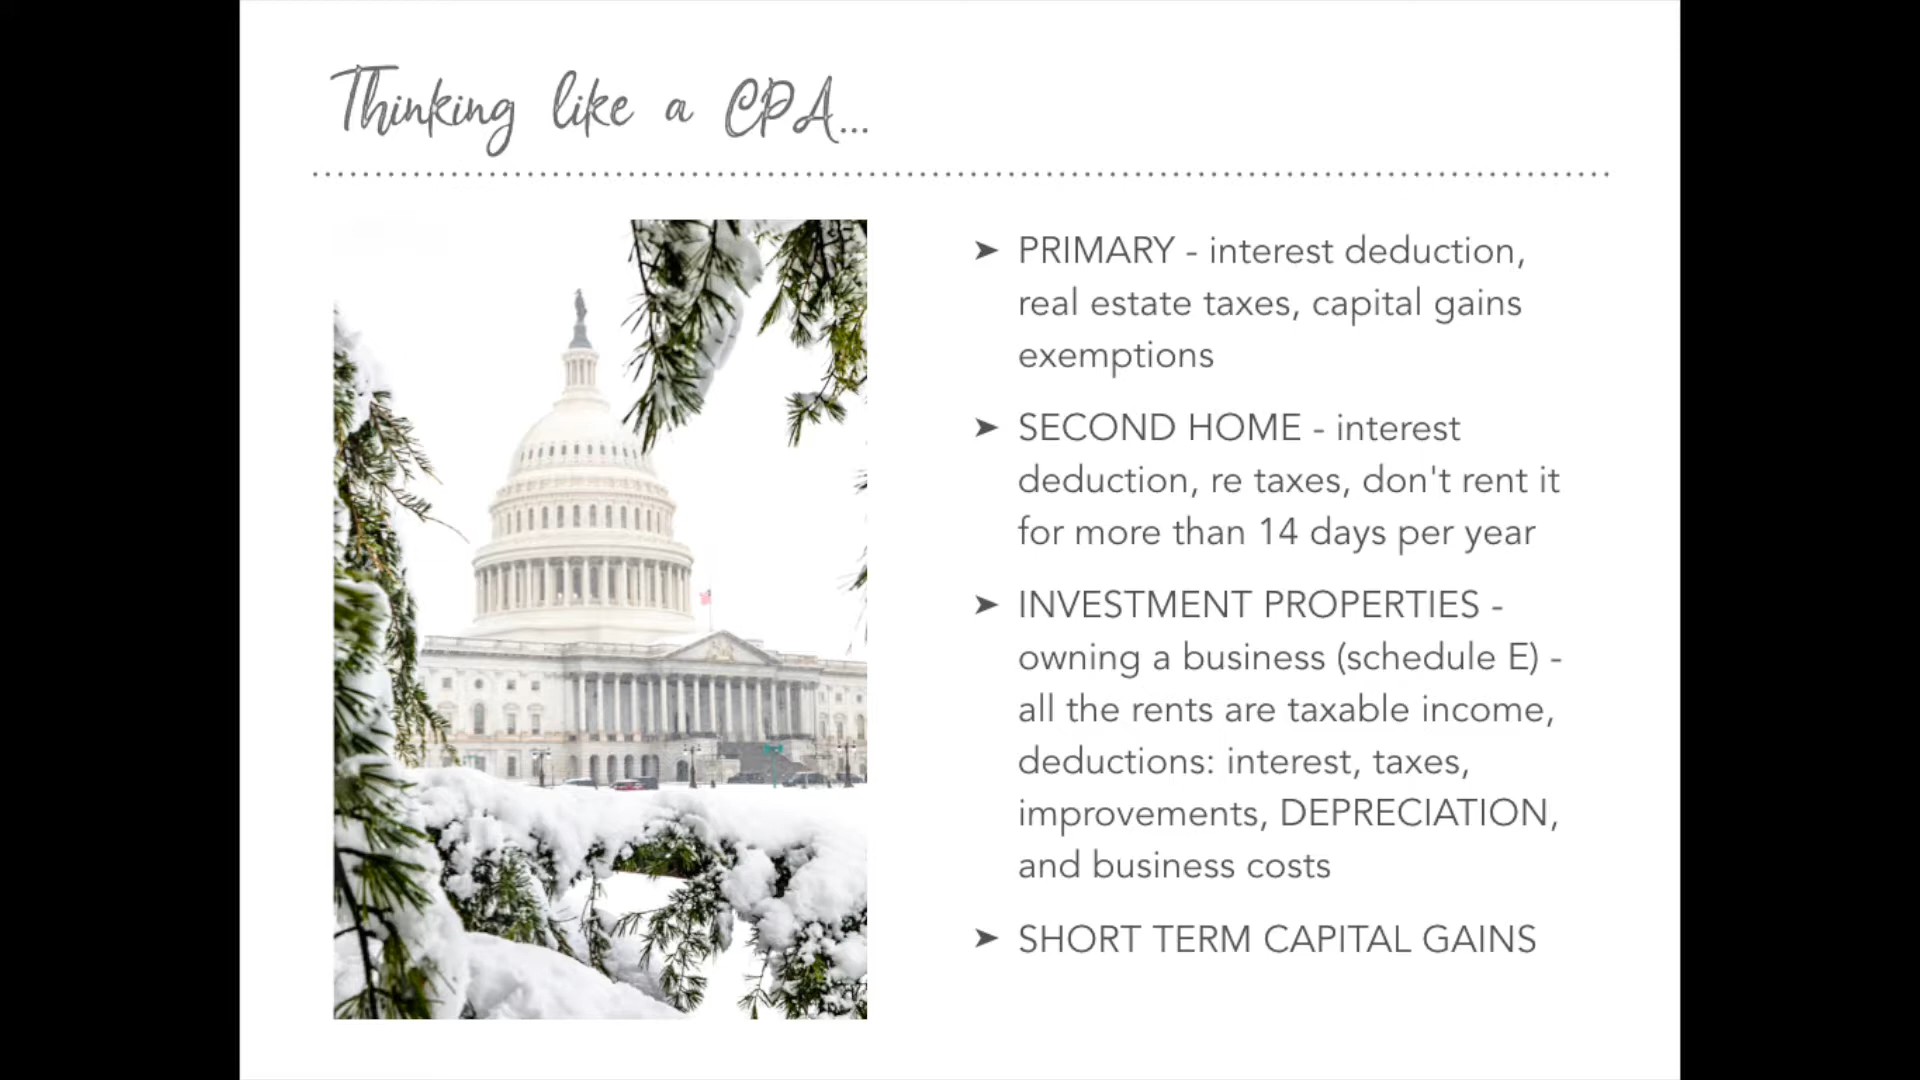 Thinking like a CPA...
➤ PRIMARY - interest deduction,
real estate taxes, capital gains
exemptions
➤ SECOND HOME - interest
deduction, re taxes, don't rent it
for more than 14 days per year
➤ INVESTMENT PROPERTIES -
owning a business (schedule E) -
all the rents are taxable income,
deductions: interest, taxes,
improvements, DEPRECIATION,
and business costs
➤ SHORT TERM CAPITAL GAINS